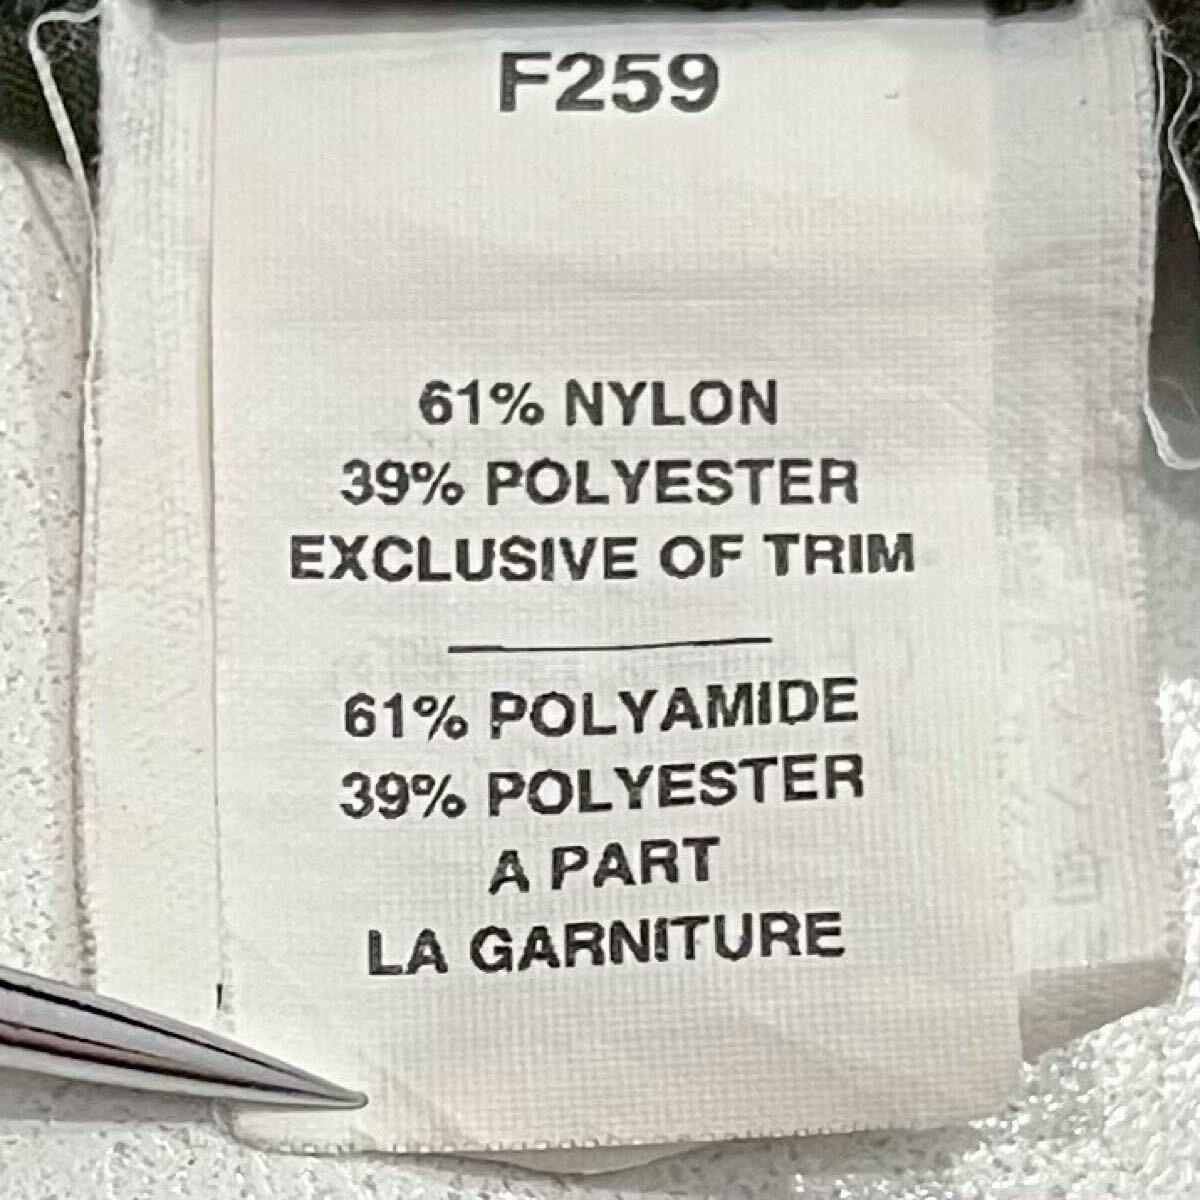 F259
61% NYLON
39% POLYESTER
EXCLUSIVE OF TRIM
61% POLYAMIDE
39% POLYESTER
A PART
LA GARNITURE